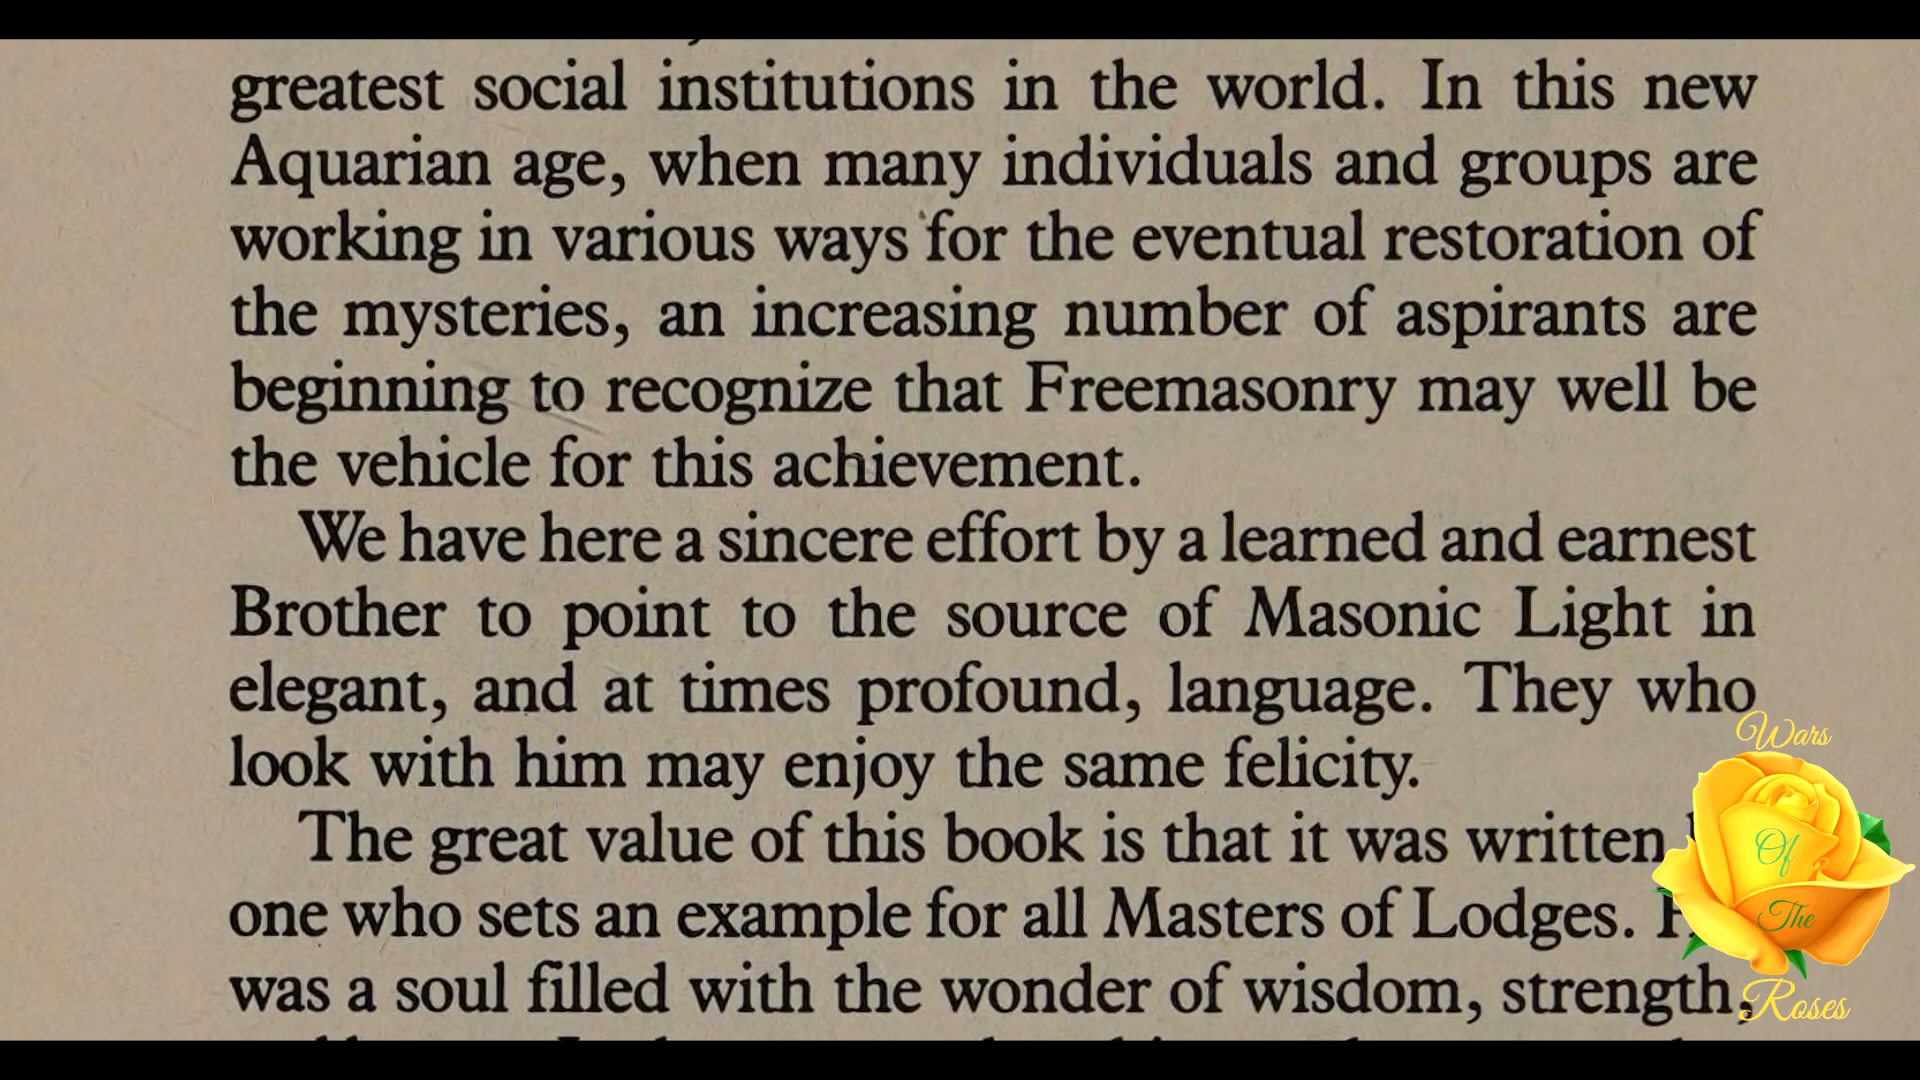 greatest social institutions in the world. In this new
Aquarian age, when many individuals and groups are
working in various ways for the eventual restoration of
the mysteries, an increasing number of aspirants are
beginning to recognize that Freemasonry may well be
the vehicle for this achievement.
We have here a sincere effort by a learned and earnest
Brother to point to the source of Masonic Light in
elegant, and at times profound, language. They who
look with him may enjoy the same felicity.
The great value of this book is that it was written
one who sets an example for all Masters of Lodges.
was a soul filled with the wonder of wisdom, strength,
Wars
Of
The
Roses